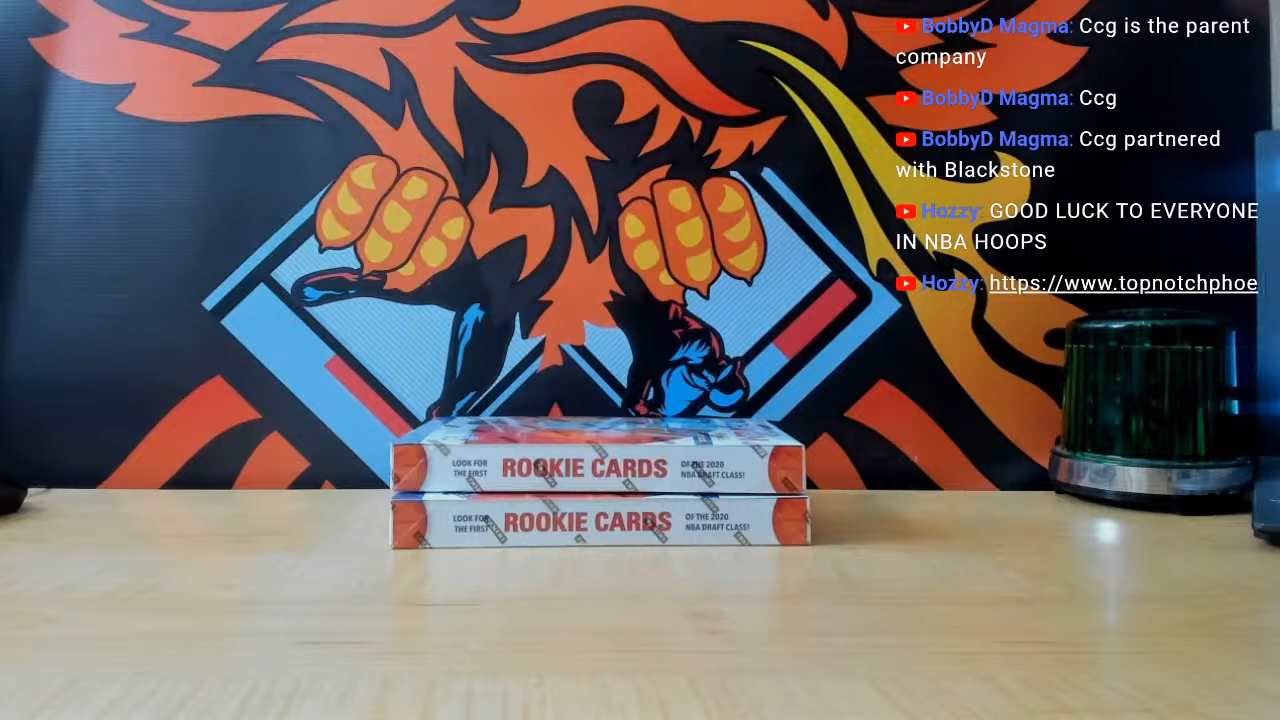 BobbyD Magma: Ccg is the parent
company
BobbyD Magma: Ccg
BobbyD Magma: Ccg partnered
with Blackstone
Hozzy: GOOD LUCK TO EVERYONE
IN NBA HOOPS
Hozzy: https://www.topnotchphoe
LOOK FOR
THE FIRST
ROOKIE CARDS
OF THE 2020
NBA DRAFT CLASS!
LOOK FOR
THE FIRST
ROOKIE CARDS
OF THE 2020
NBA DRAFT CLASS!